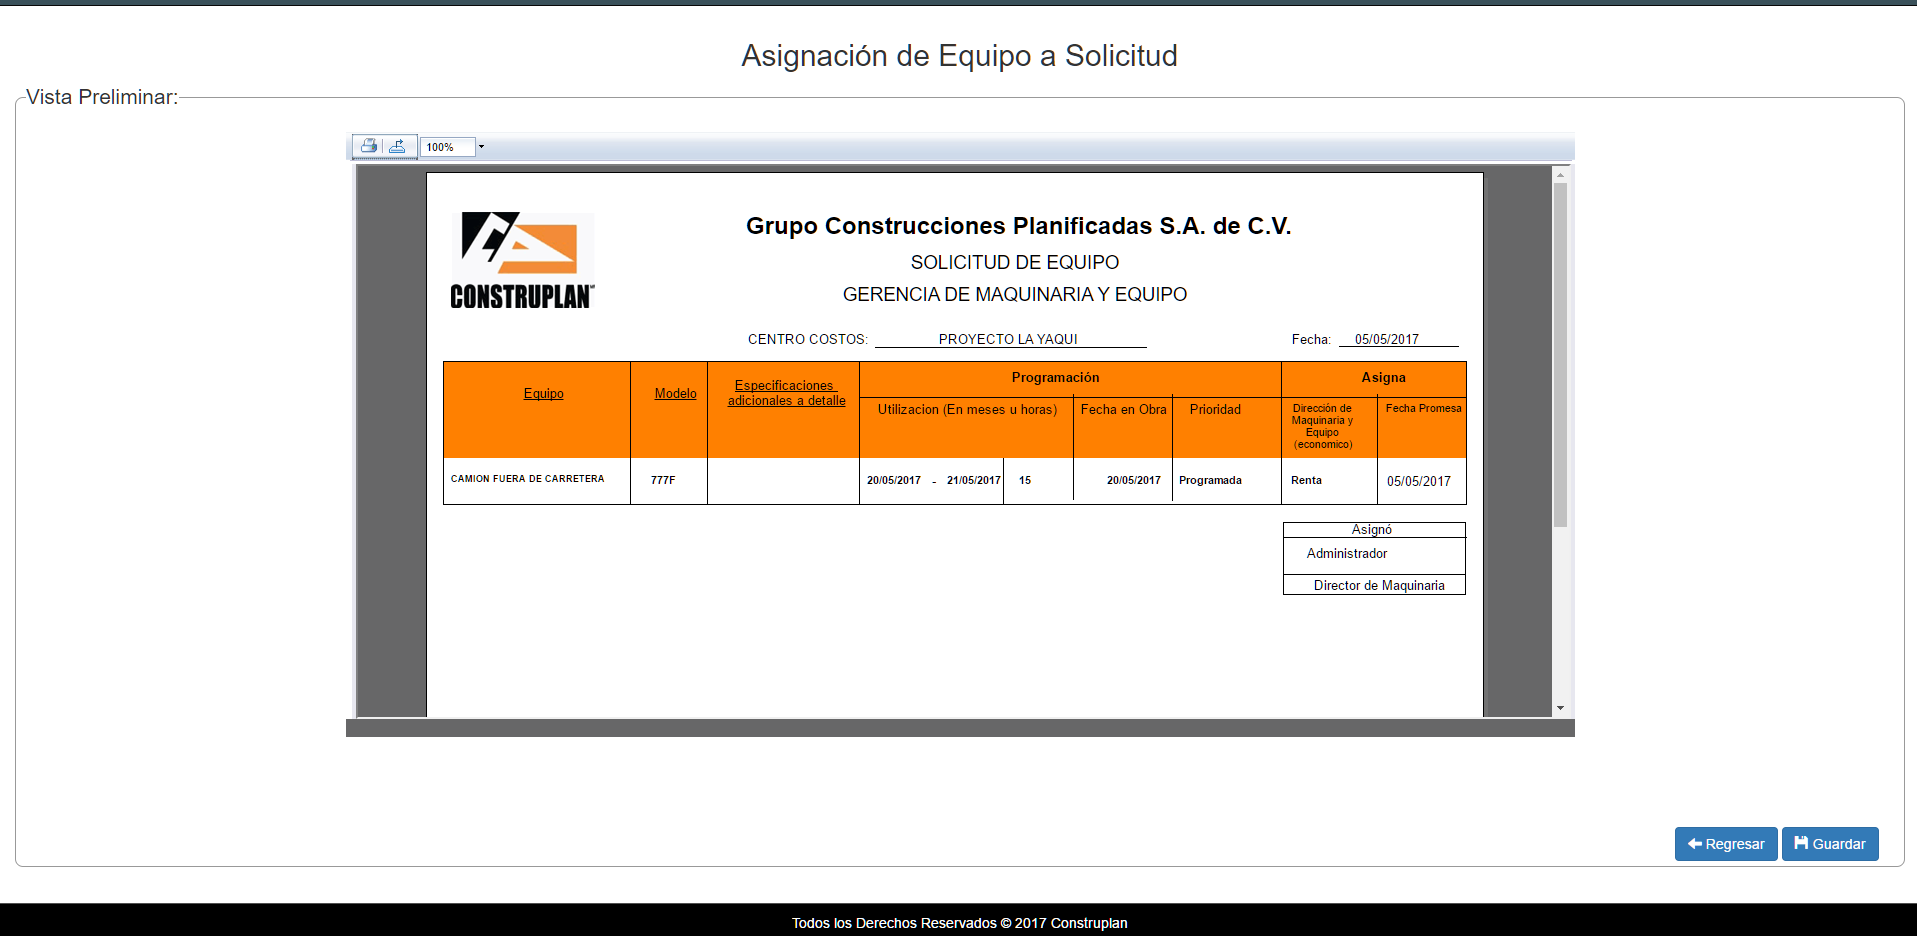 Asignación de Equipo a Solicitud
Vista Preliminar:
100%
CONSTRUPLAN
Grupo Construcciones Planificadas S.A. de C.V.
SOLICITUD DE EQUIPO
GERENCIA DE MAQUINARIA Y EQUIPO
CENTRO COSTOS: PROYECTO LA YAQUI Fecha: 05/05/2017
Programación Asigna
Equipo Modelo Especificaciones
adicionales a detalle
Utilizacion (En meses u horas) Fecha en Obra Prioridad
Dirección de
Maquinaria y
Equipo
(economico)
Fecha Promesa
CAMION FUERA DE CARRETERA 777F 20/05/2017 - 21/05/2017 15 20/05/2017 Programada Renta 05/05/2017
Asignó
Administrador
Director de Maquinaria
Regresar Guardar
Todos los Derechos Reservados © 2017 Construplan